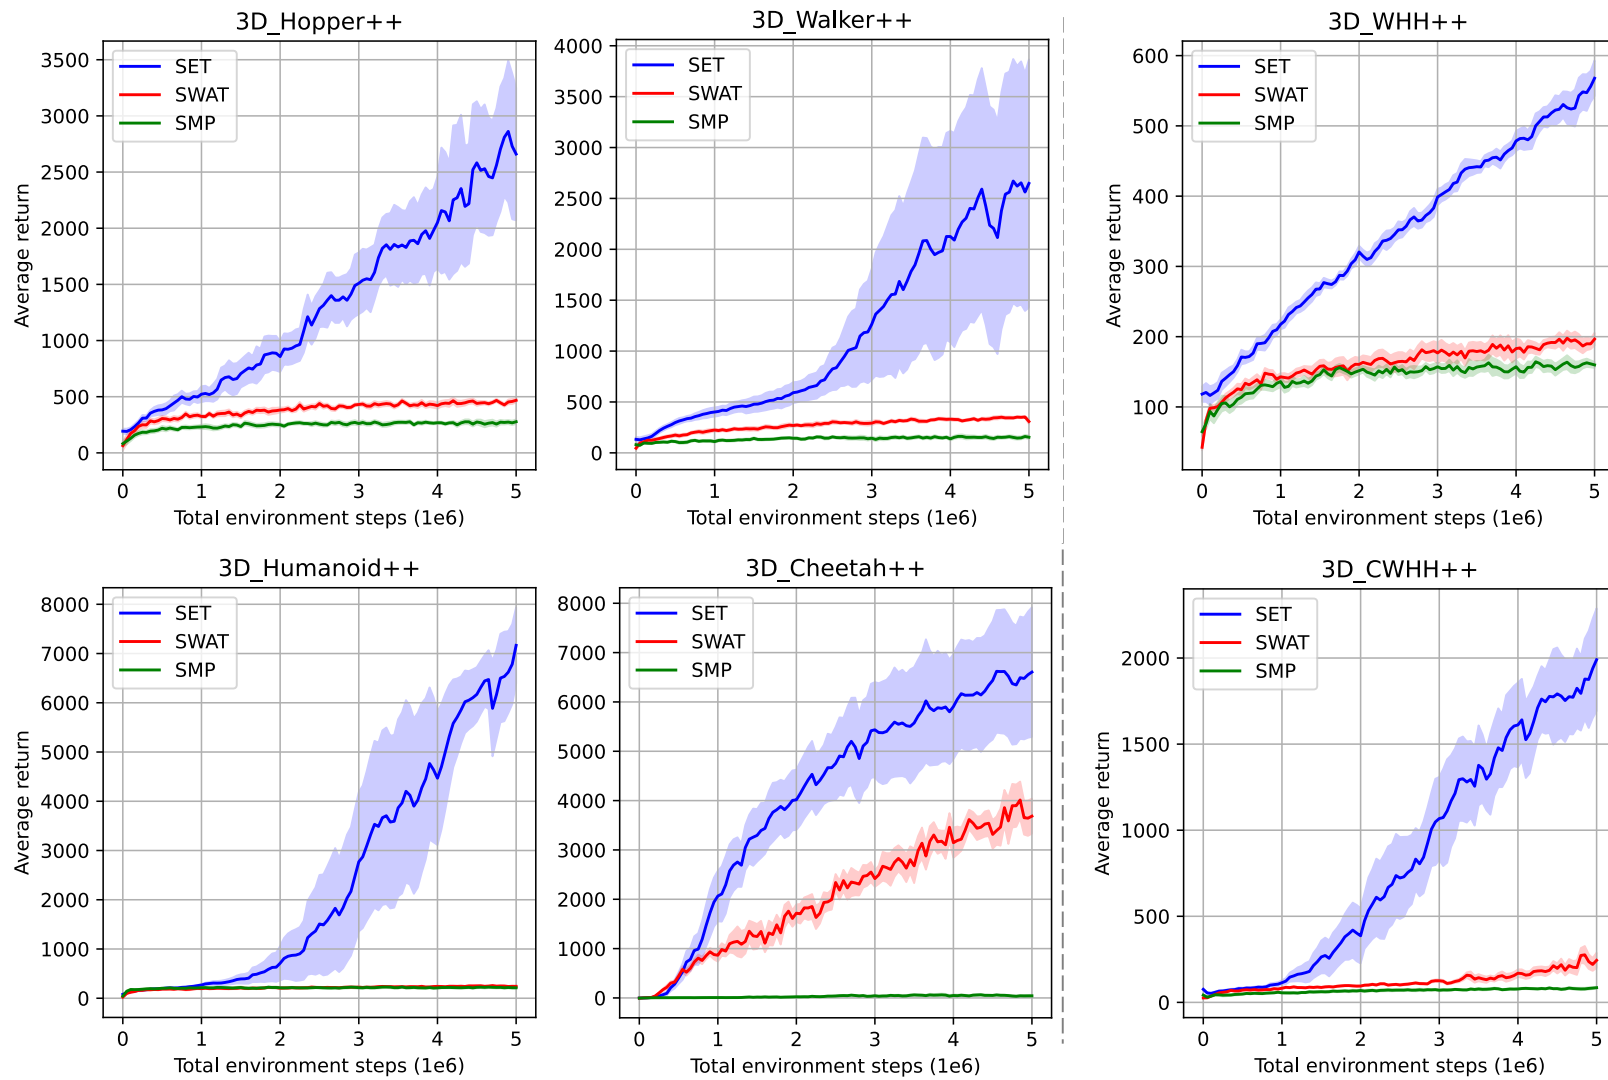 3D_Hopper++
3500
3000
2500
2000
1500
1000
500
0
Average return
SET
SWAT
SMP
0 1 2 3 4 5
Total environment steps (1e6)
3D_Walker++
4000
3500
3000
2500
2000
1500
1000
500
0
SET
SWAT
SMP
0 1 2 3 4 5
Total environment steps (1e6)
3D_WHH++
600
500
400
300
200
100
Average return
SET
SWAT
SMP
0 1 2 3 4 5
Total environment steps (1e6)
3D_Humanoid++
8000
7000
6000
5000
4000
3000
2000
1000
0
Average return
SET
SWAT
SMP
0 1 2 3 4 5
Total environment steps (1e6)
3D_Cheetah++
8000
7000
6000
5000
4000
3000
2000
1000
0
SET
SWAT
SMP
0 1 2 3 4 5
Total environment steps (1e6)
3D_CWHH++
2000
1500
1000
500
0
Average return
SET
SWAT
SMP
0 1 2 3 4 5
Total environment steps (1e6)